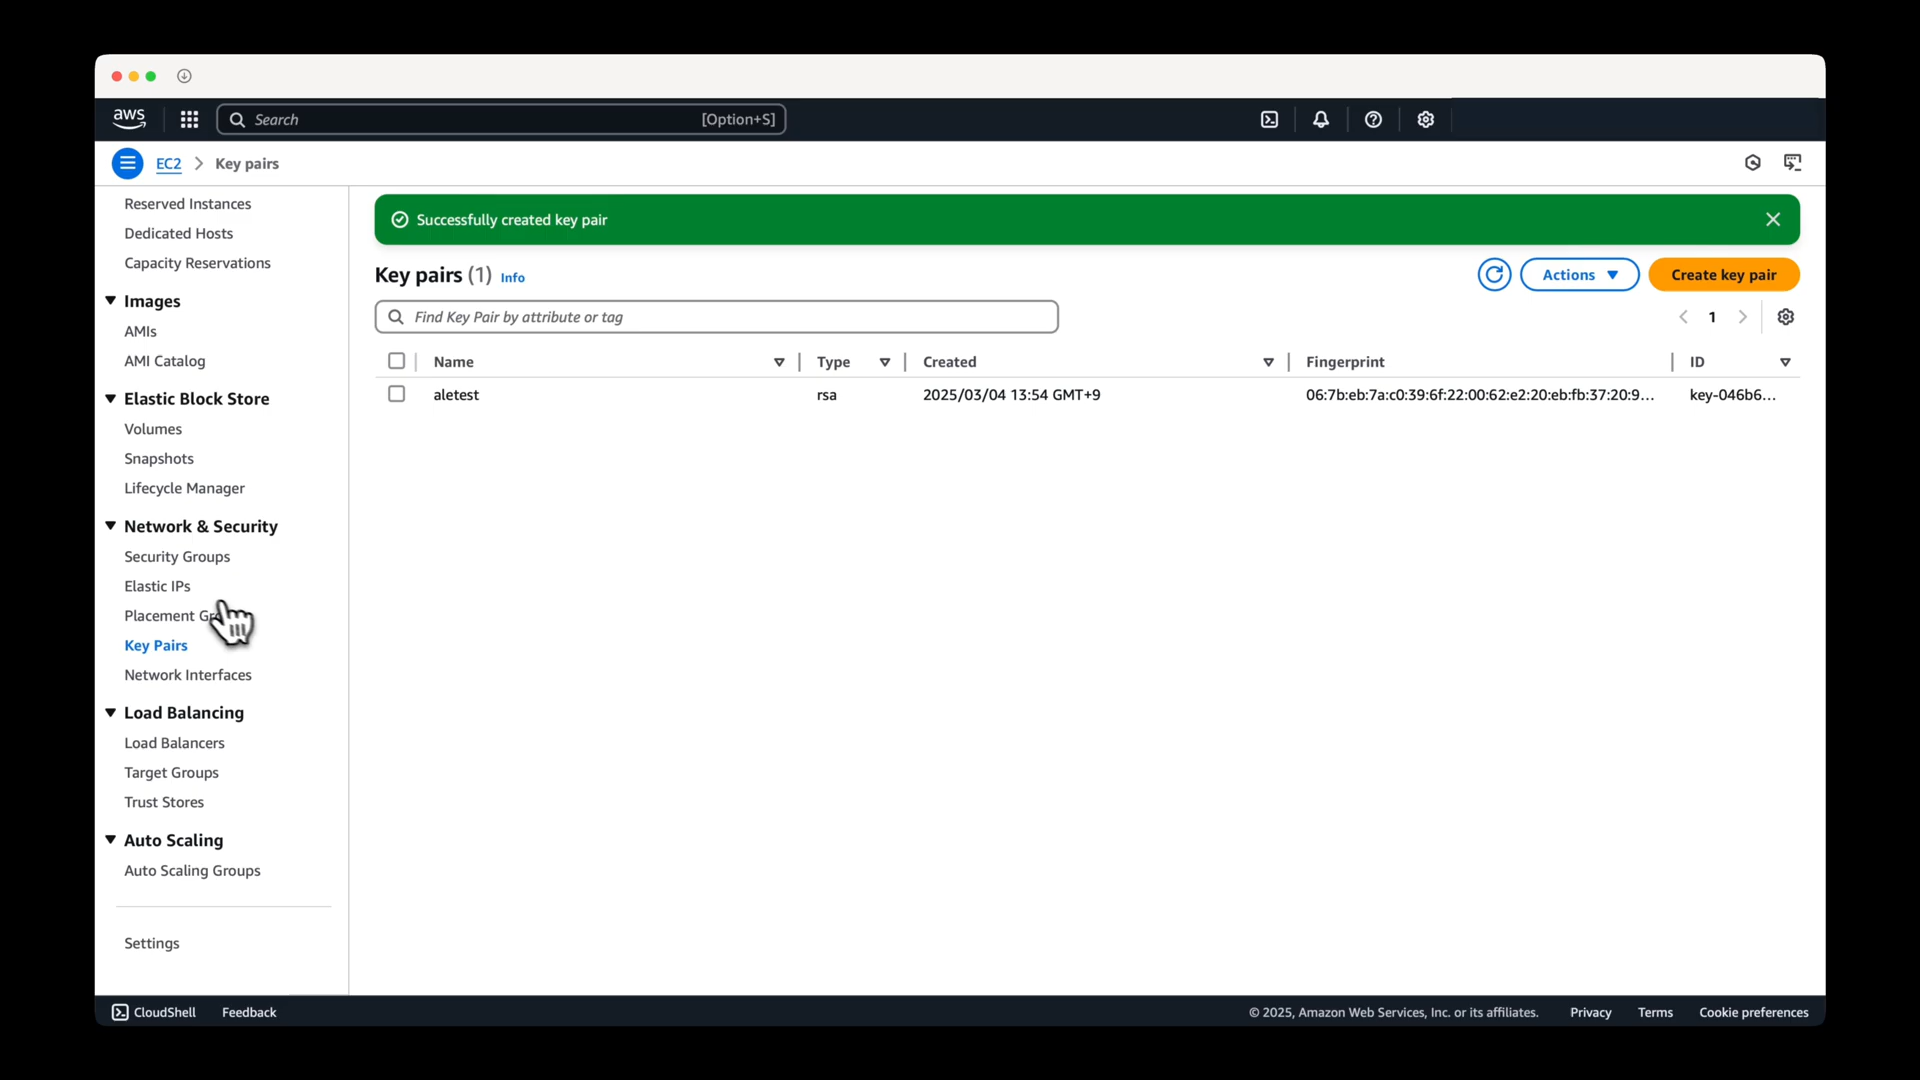 aws
Search [Option+S]
EC2 > Key pairs
Reserved Instances
Dedicated Hosts
Capacity Reservations
Images
AMIs
AMI Catalog
Elastic Block Store
Volumes
Snapshots
Lifecycle Manager
Network & Security
Security Groups
Elastic IPs
Placement
Key Pairs
Network Interfaces
Load Balancing
Load Balancers
Target Groups
Trust Stores
Auto Scaling
Auto Scaling Groups
Settings
Successfully created key pair
Key pairs (1) Info
Actions
Create key pair
Find Key Pair by attribute or tag
1
Name Type Created Fingerprint ID
aletest rsa 2025/03/04 13:54 GMT+9 06:7b:eb:7a:c0:39:6f:22:00:62:e2:20:eb:fb:37:20:9... key-046b6...
CloudShell Feedback
© 2025, Amazon Web Services, Inc. or its affiliates. Privacy Terms Cookie preferences